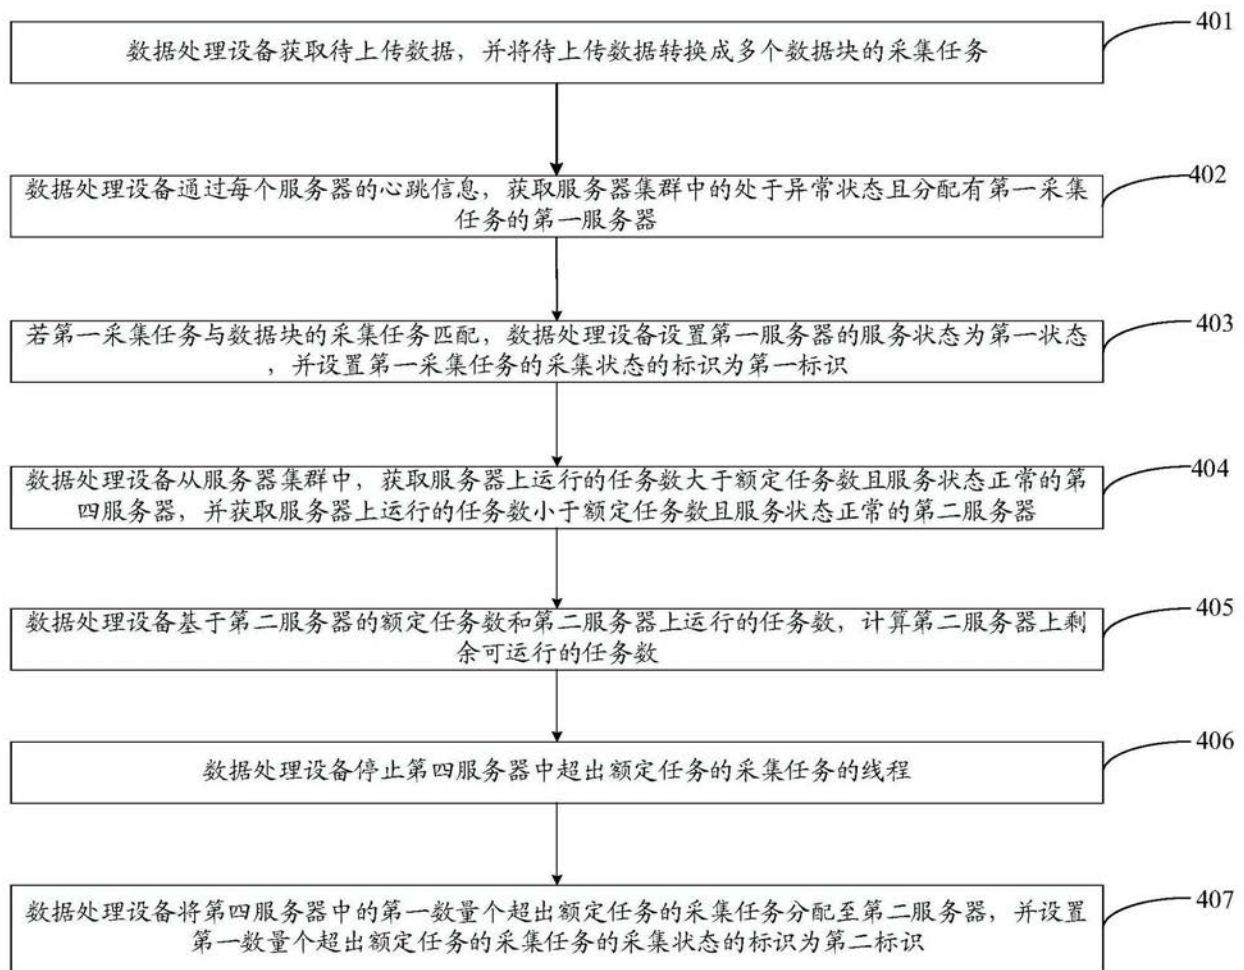 401
数据处理设备获取待上传数据，并将待上传数据转换成多个数据块的采集任务
402
数据处理设备通过每个服务器的心跳信息，获取服务器集群中的处于异常状态且分配有第一采集
任务的第一服务器
403
若第一采集任务与数据块的采集任务匹配，数据处理设备设置第一服务器的服务状态为第一状态
，并设置第一采集任务的采集状态的标识为第一标识
404
数据处理设备从服务器集群中，获取服务器上运行的任务数大于额定任务数且服务状态正常的第
四服务器，并获取服务器上运行的任务数小于额定任务数且服务状态正常的第二服务器
405
数据处理设备基于第二服务器的额定任务数和第二服务器上运行的任务数，计算第二服务器上剩
余可运行的任务数
406
数据处理设备停止第四服务器中超出额定任务的采集任务的线程
407
数据处理设备将第四服务器中的第一数量个超出额定任务的采集任务分配至第二服务器，并设置
第一数量个超出额定任务的采集任务的采集状态的标识为第二标识